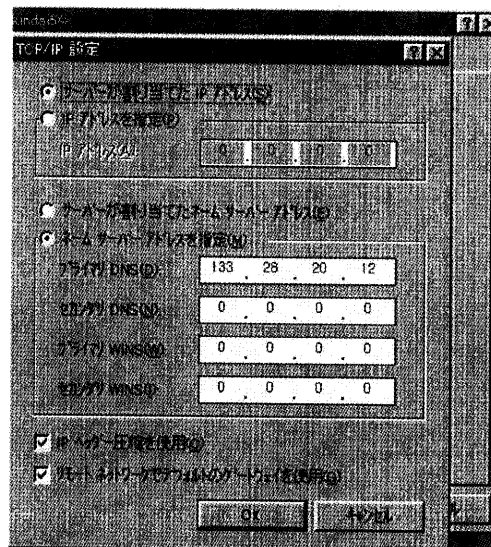 kinda64
TCP/IP 設定
サーバーが割り当てた IP アドレス(S)
IP アドレスを指定(P)
IP アドレス(A):
0 . 0 . 0 . 0
サーバーが割り当てたネーム サーバー アドレス(E)
ネーム サーバー アドレスを指定(M)
プライマリ DNS(D): 133 . 28 . 20 . 12
セカンダリ DNS(N): 0 . 0 . 0 . 0
プライマリ WINS(W): 0 . 0 . 0 . 0
セカンダリ WINS(I): 0 . 0 . 0 . 0
IP ヘッダー圧縮を使用(C)
リモート ネットワークでデフォルトのゲートウェイを使用(G)
OK キャンセル